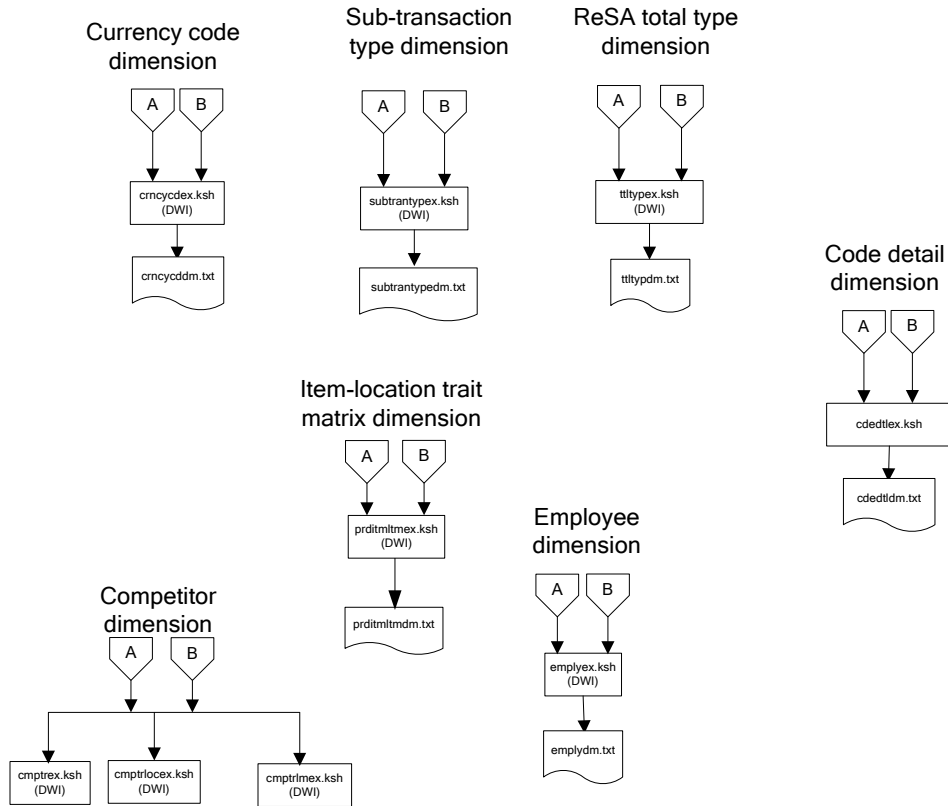 Currency code
dimension
A
B
crncycdex.ksh
(DWI)
crncycddm.txt
Sub-transaction
type dimension
A
B
subtrantypex.ksh
(DWI)
subtrantypedm.txt
ReSA total type
dimension
A
B
ttltypex.ksh
(DWI)
ttltypdm.txt
Code detail
dimension
A
B
cdedtlex.ksh
cdedtldm.txt
Item-location trait
matrix dimension
A
B
prditmltmex.ksh
(DWI)
prditmltmdm.txt
Employee
dimension
A
B
emplyex.ksh
(DWI)
emplydm.txt
Competitor
dimension
A
B
cmptrex.ksh
(DWI)
cmptrlocex.ksh
(DWI)
cmptrlmex.ksh
(DWI)